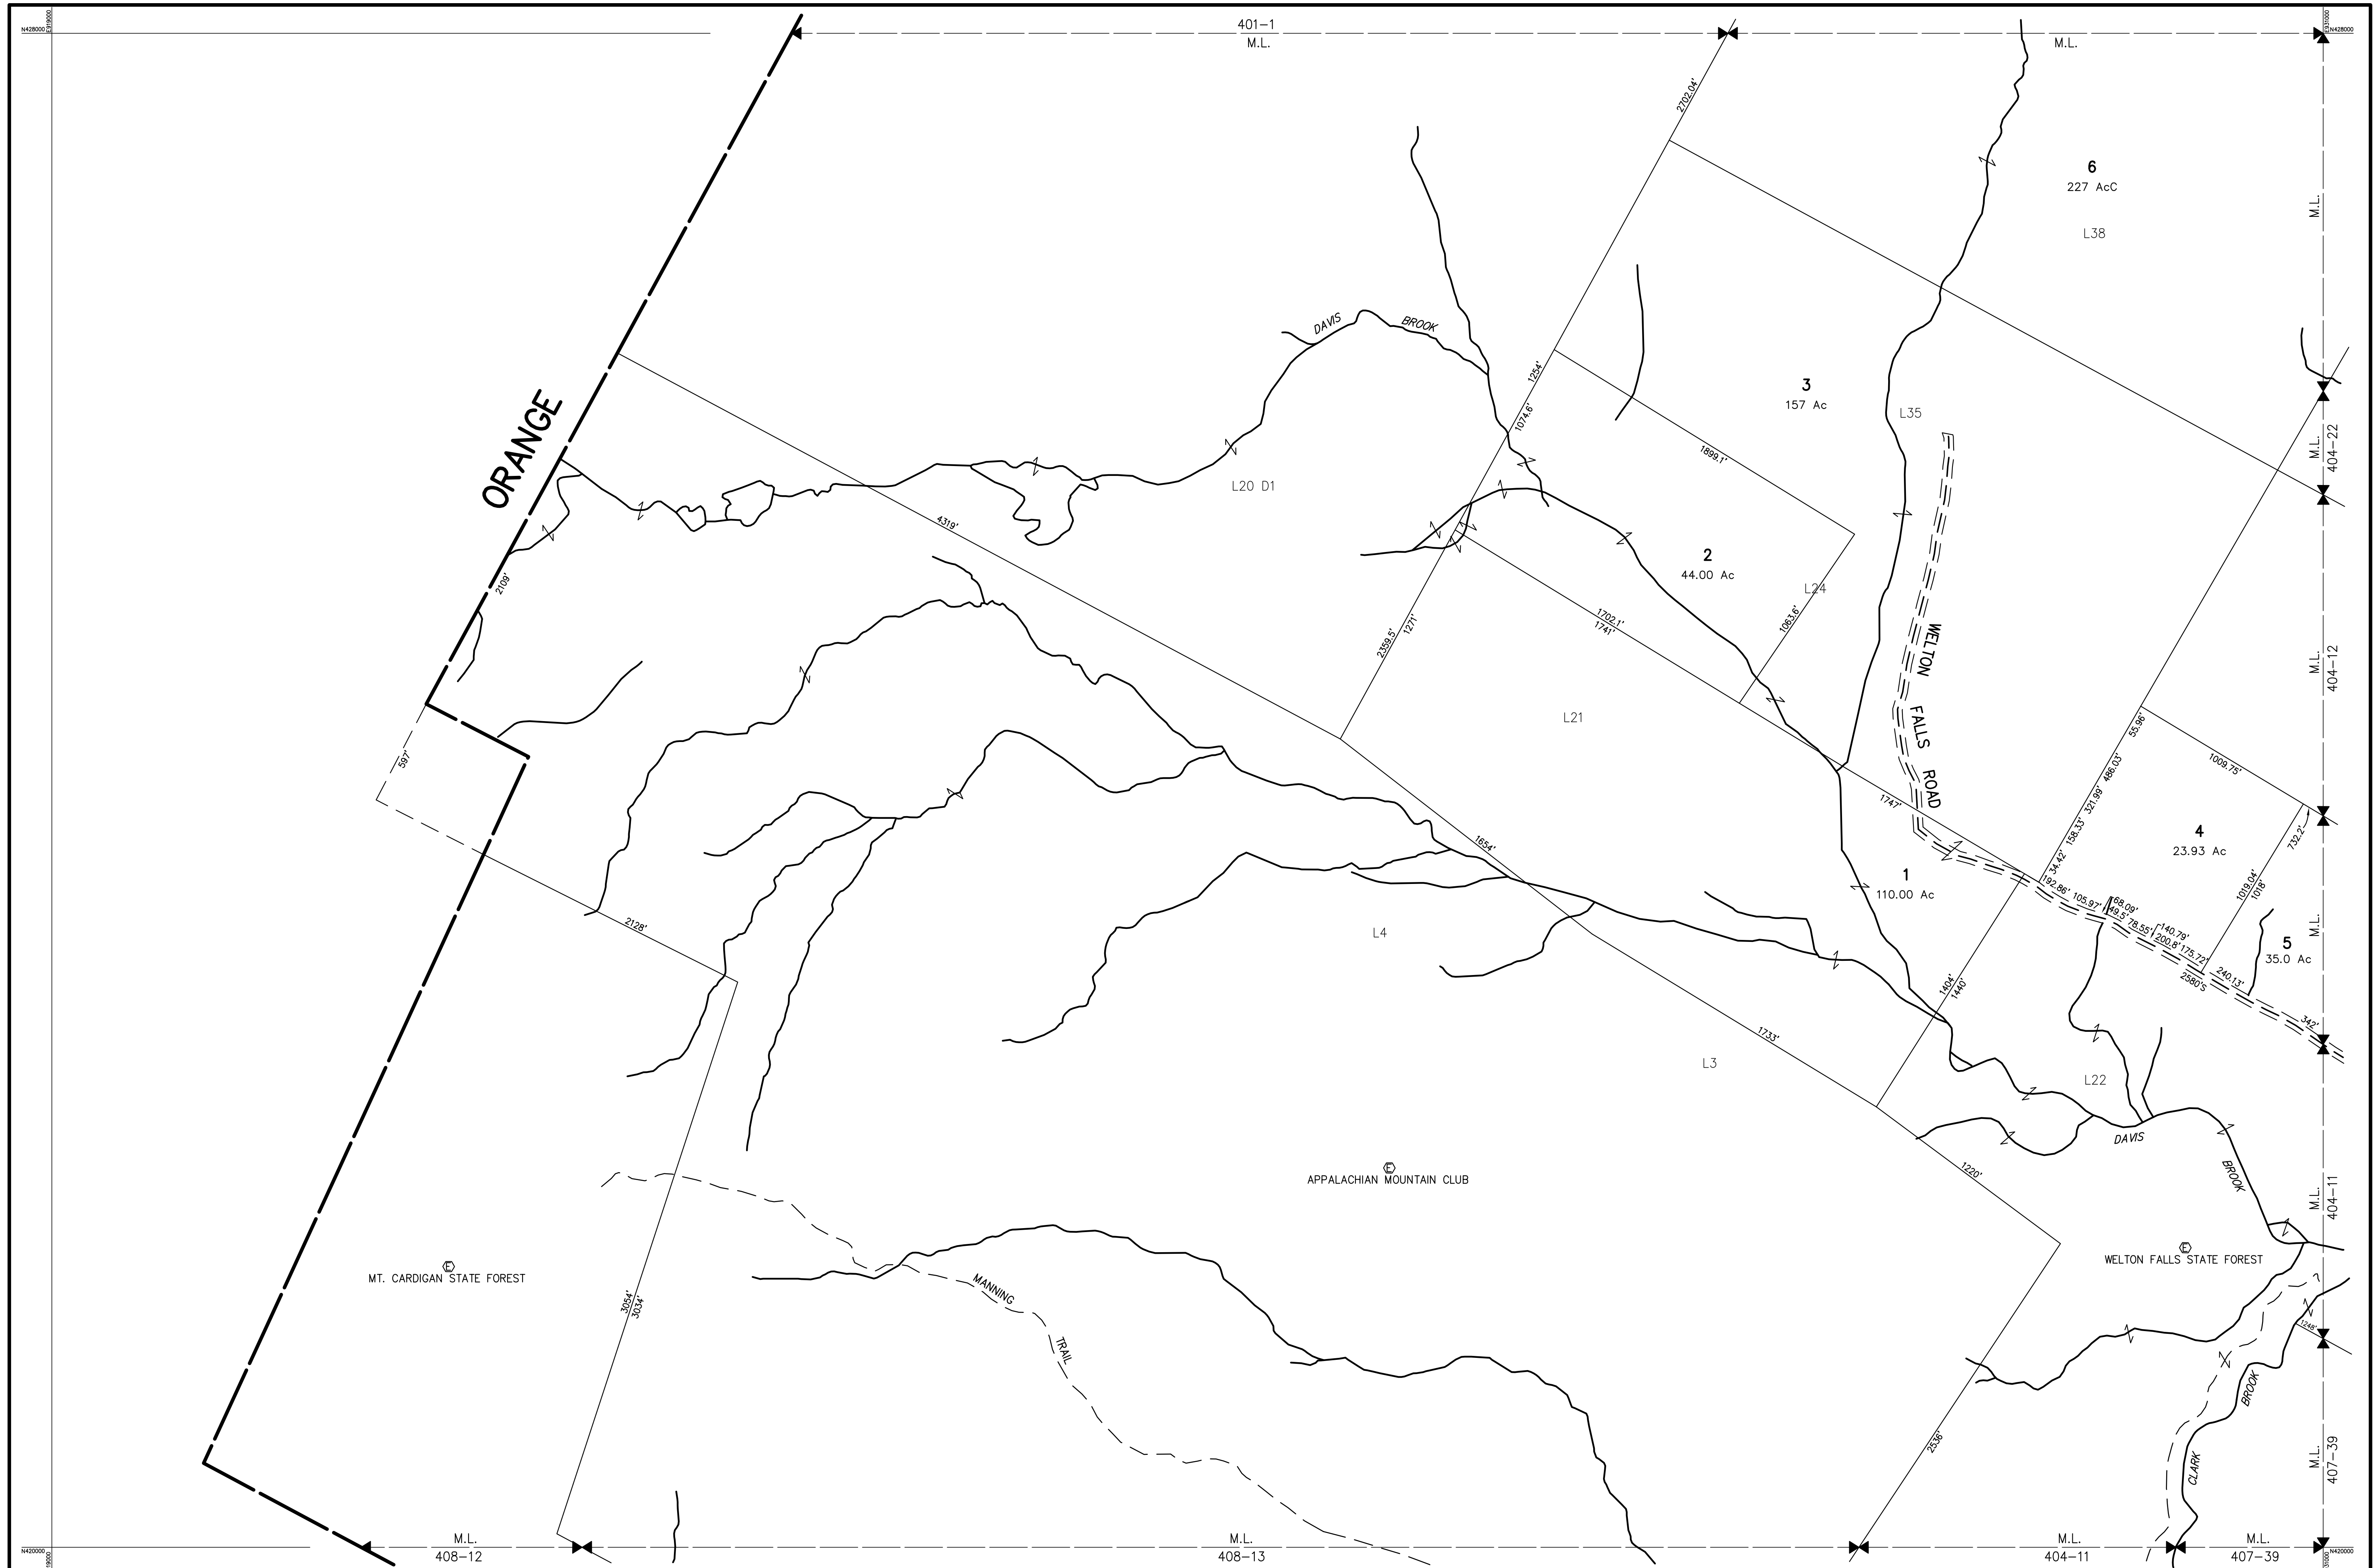 N428000
E919000
401-1
M.L.
M.L.
E931000
N428000
2702.04'
6
227 AcC
L38
M.L.
DAVIS
BROOK
1254'
1074.6'
3
157 Ac
L35
M.L.
404-22
ORANGE
1899.1'
L20 D1
4319'
2
44.00 Ac
L24
2109'
1702.1'
1741'
1063.6'
2359.5'
1271'
WELTON
FALLS
ROAD
M.L.
404-12
L21
55.96'
1009.75'
597'
486.03'
321.99'
158.33'
34.42'
1747'
4
23.93 Ac
732.2'
1654'
1
110.00 Ac
192.86'
105.97'
68.09'
49.5'
78.55'
140.79'
200.8'
175.72'
1019.04'
1018'
240.13'
2580'S
342'
5
35.0 Ac
M.L.
2128'
L4
1404'
1440'
1733'
L3
L22
DAVIS
BROOK
1220'
E
APPALACHIAN MOUNTAIN CLUB
M.L.
404-11
E
MT. CARDIGAN STATE FOREST
E
WELTON FALLS STATE FOREST
3054'
3034'
MANNING
TRAIL
1248'
BROOK
CLARK
2536'
M.L.
407-39
N420000
M.L.
408-12
M.L.
408-13
M.L.
404-11
M.L.
407-39
N420000